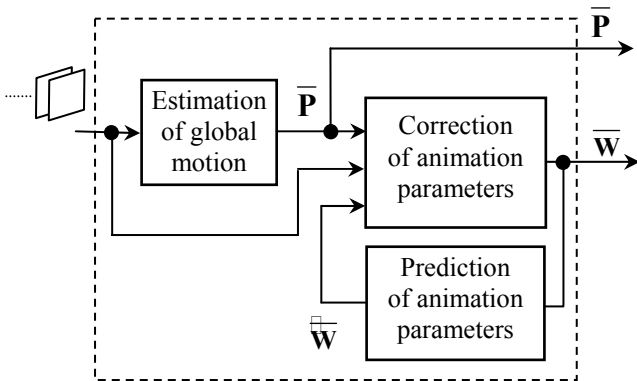 P̅
Estimation
of global
motion
P̅
Correction
of animation
parameters
W̅
Prediction
of animation
parameters
W̅